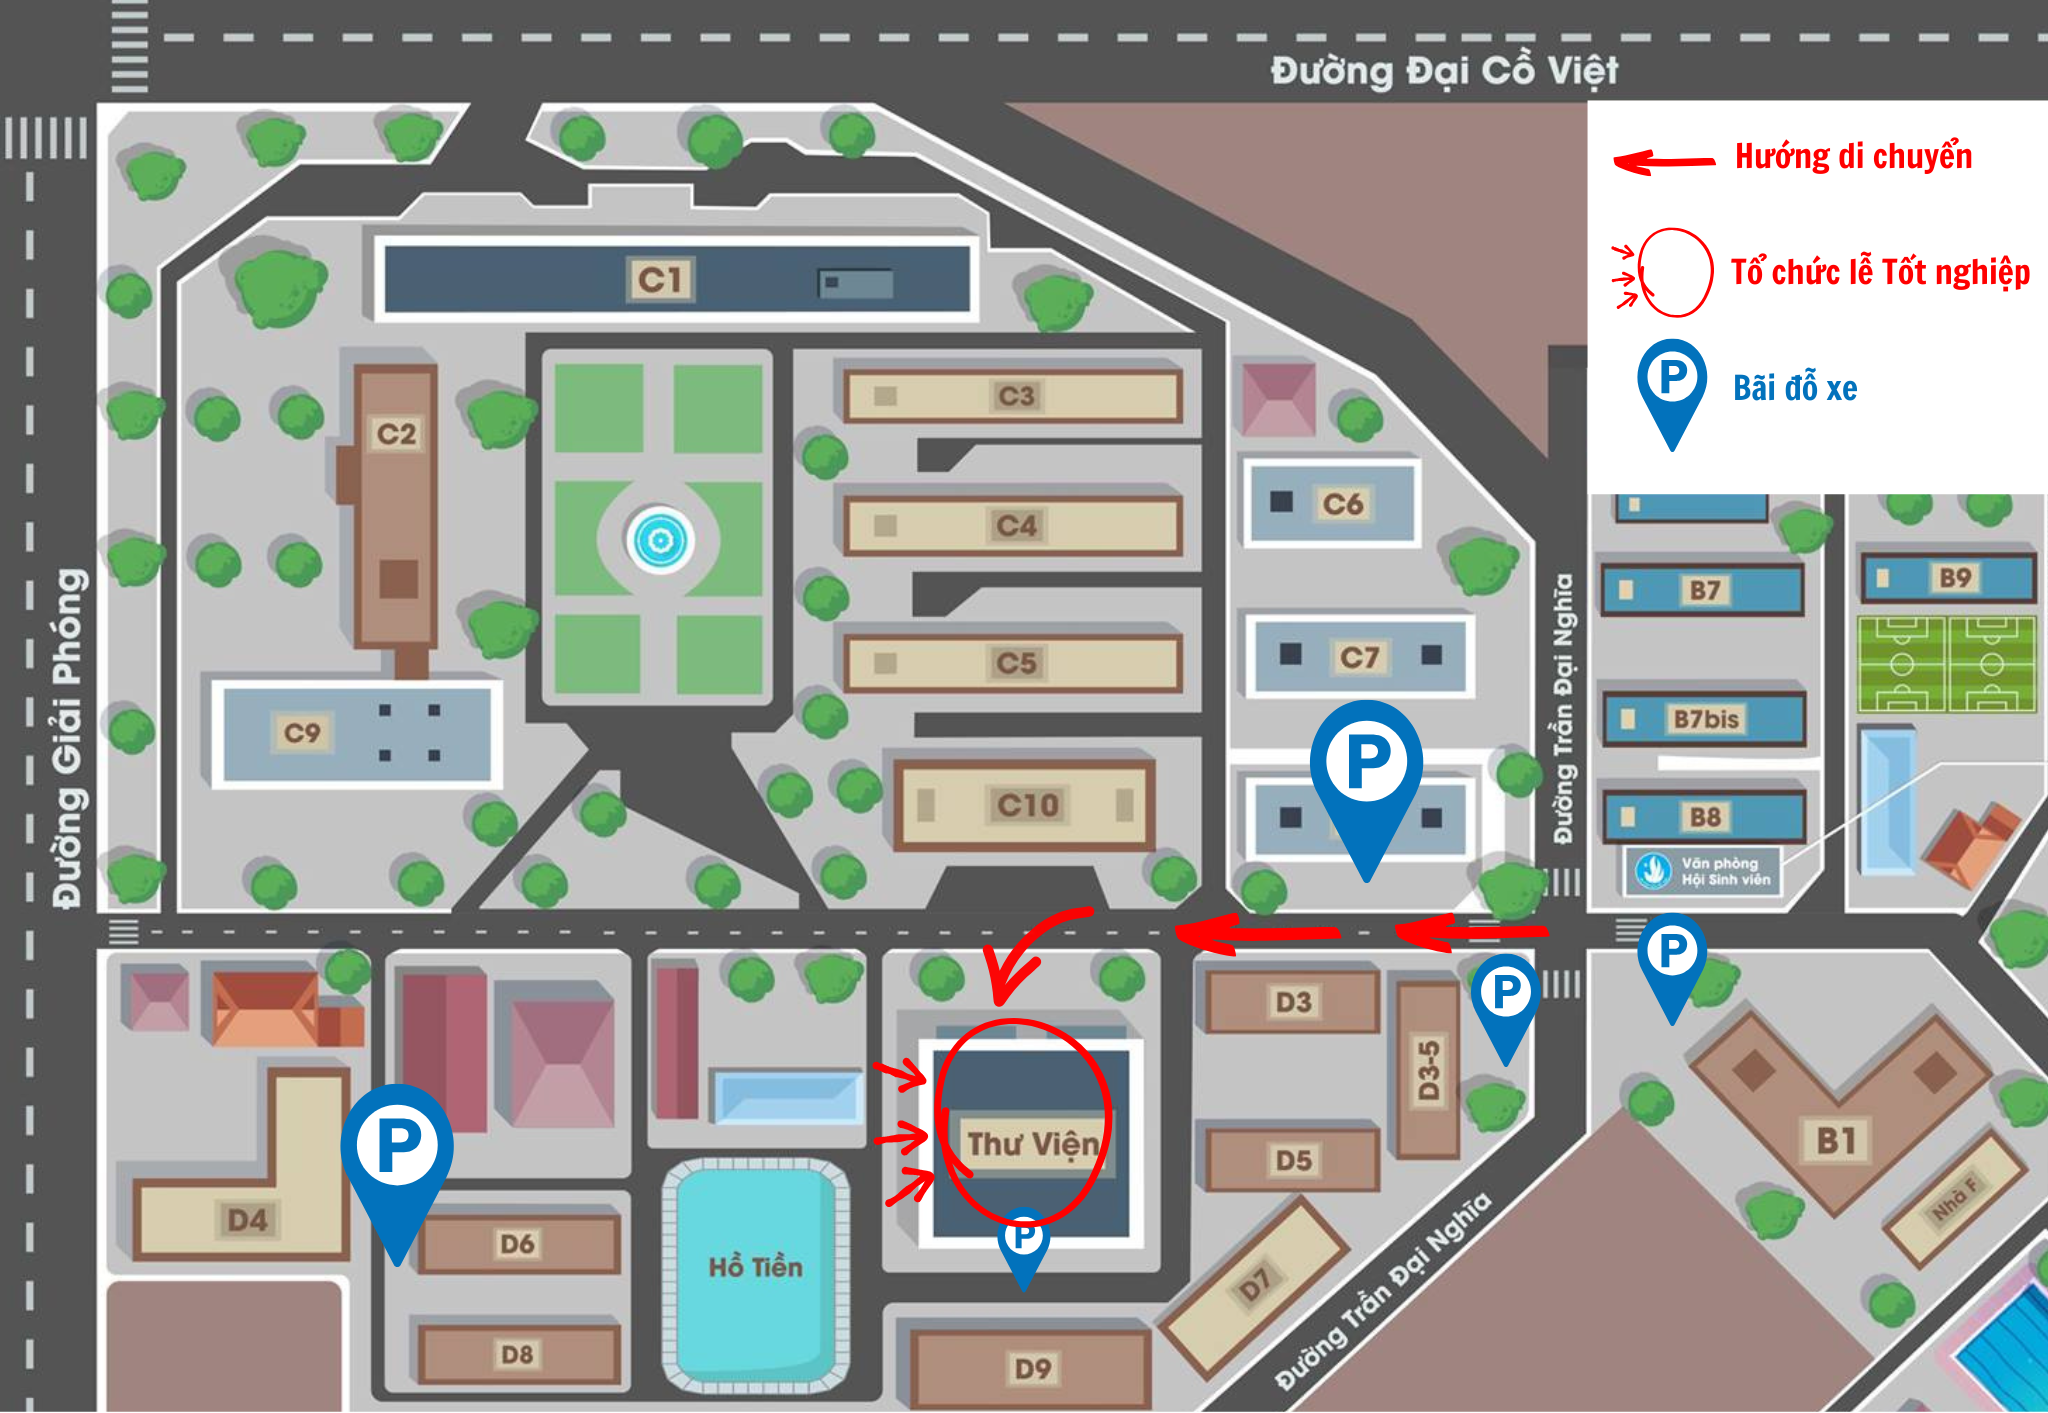 Đường Đại Cồ Việt
Hướng di chuyển
Tổ chức lễ Tốt nghiệp
P
Bãi đỗ xe
C1
C2
C3
C4
C5
C6
C7
C9
C10
P
B7
B9
B7bis
B8
Văn phòng
Hội Sinh viên
Đường Giải Phóng
Đường Trần Đại Nghĩa
P
P
D3
D3-5
D5
Thư Viện
P
B1
Nhà F
P
D4
D6
Hồ Tiền
D7
D8
D9
Đường Trần Đại Nghĩa